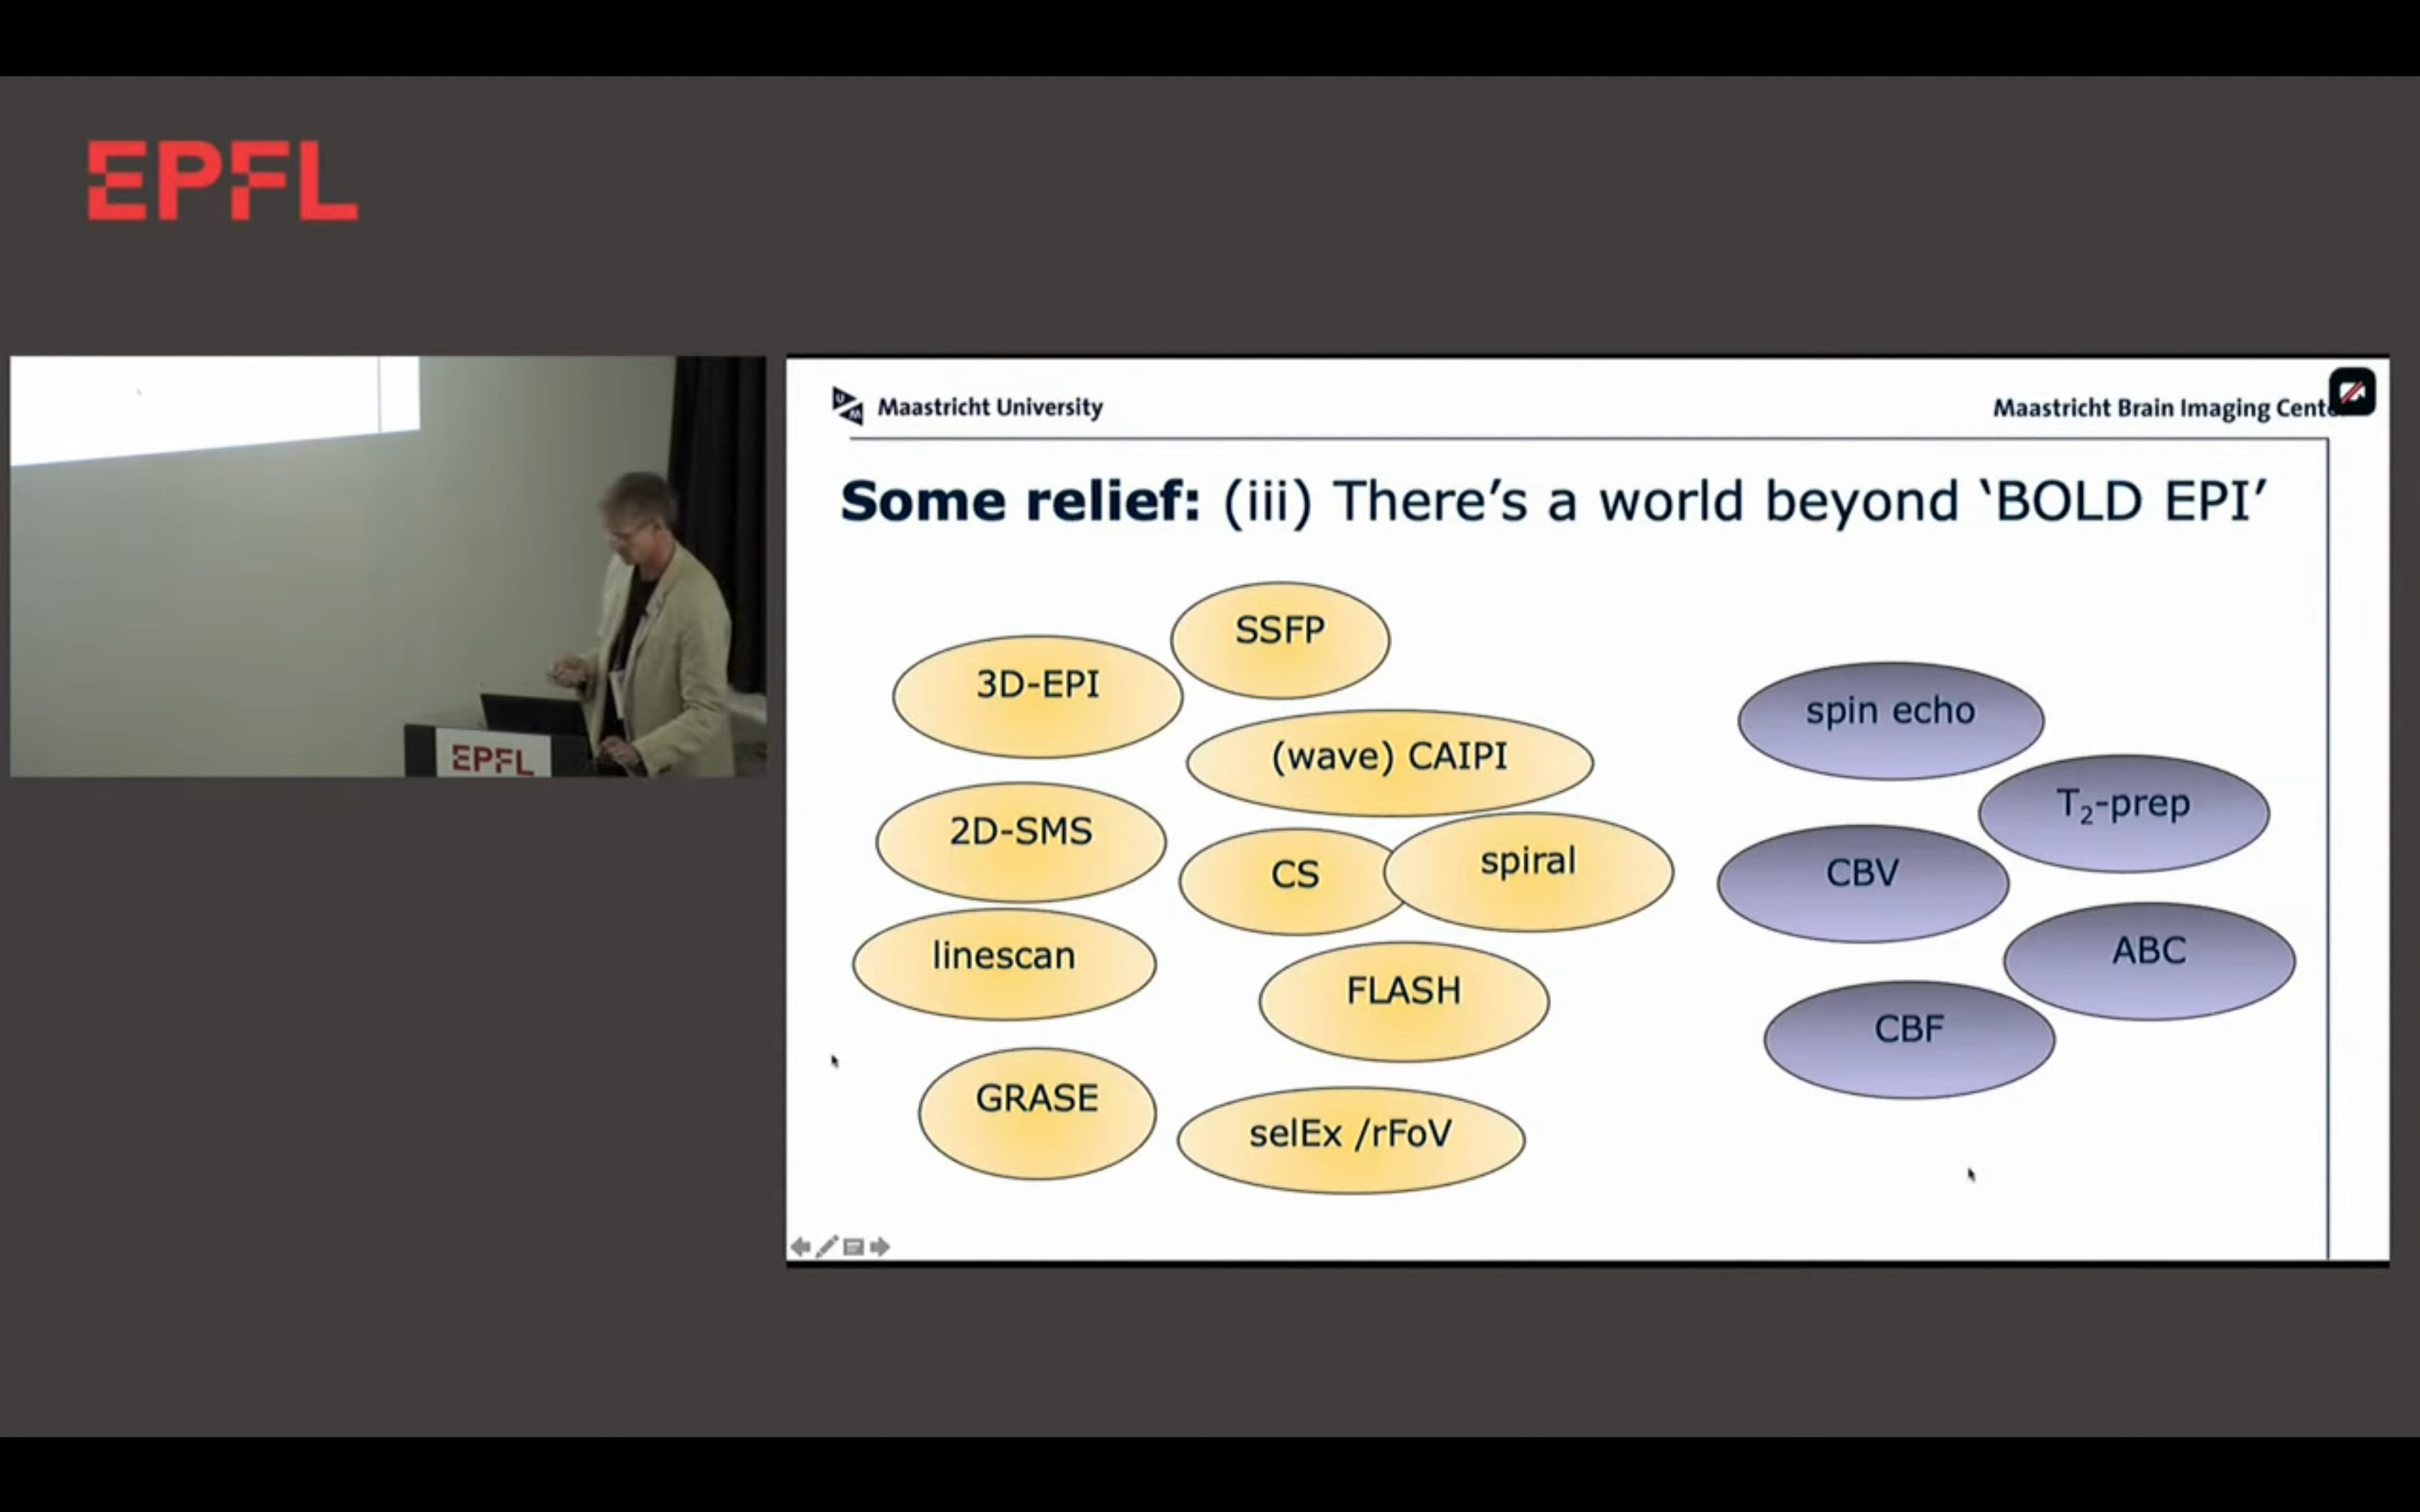 EPFL
EPFL
Maastricht University
Maastricht Brain Imaging Cent
Some relief: (iii) There’s a world beyond ‘BOLD EPI’
SSFP
3D-EPI
(wave) CAIPI
2D-SMS
CS
spiral
linescan
FLASH
GRASE
selEx /rFoV
spin echo
T₂-prep
CBV
ABC
CBF